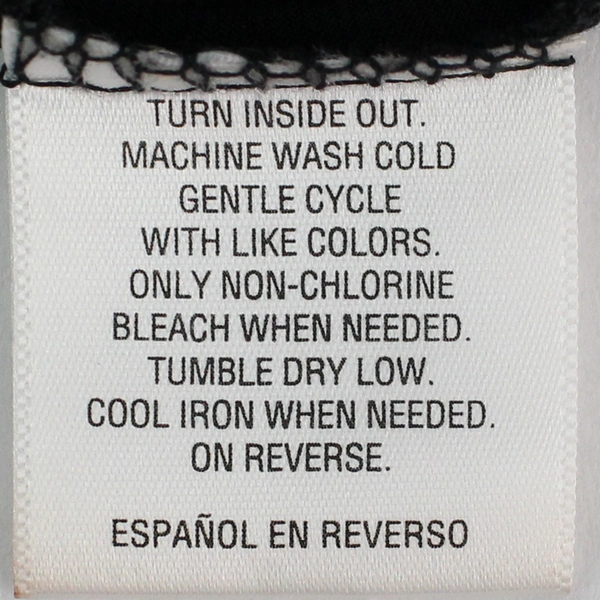 TURN INSIDE OUT.
MACHINE WASH COLD
GENTLE CYCLE
WITH LIKE COLORS.
ONLY NON-CHLORINE
BLEACH WHEN NEEDED.
TUMBLE DRY LOW.
COOL IRON WHEN NEEDED.
ON REVERSE.
ESPAÑOL EN REVERSO